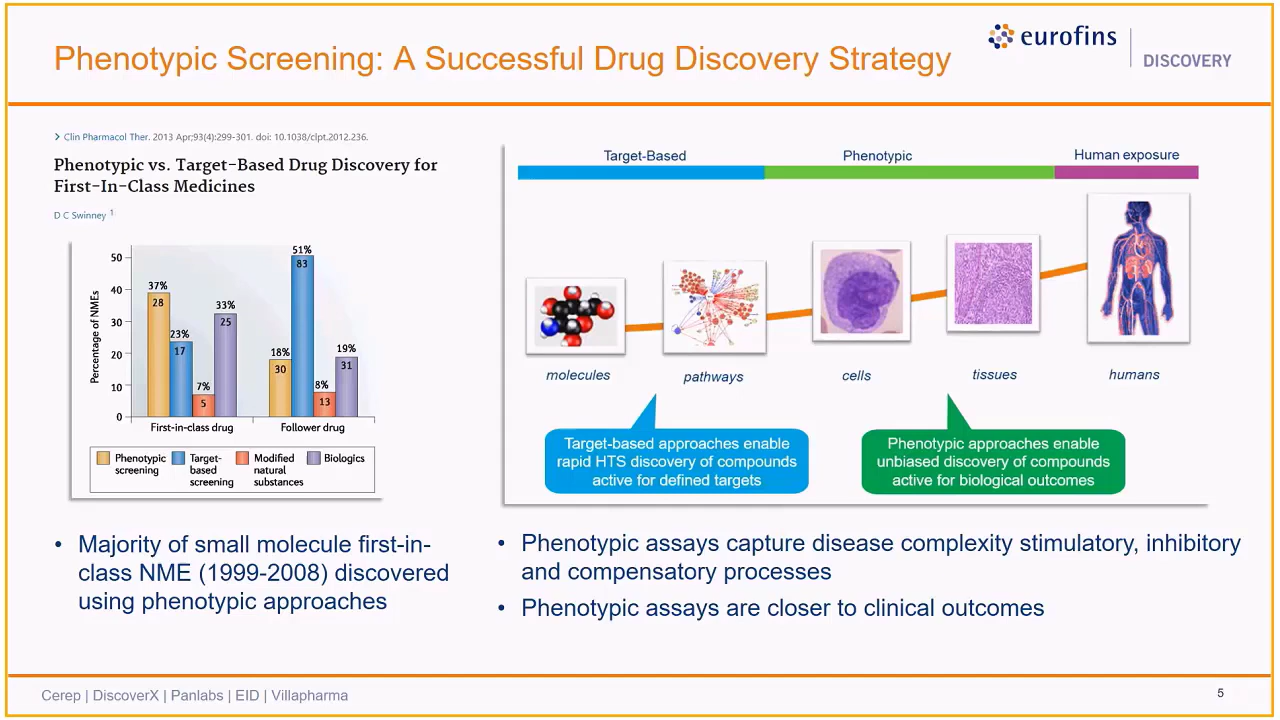 Phenotypic Screening: A Successful Drug Discovery Strategy
eurofins
DISCOVERY
> Clin Pharmacol Ther. 2013 Apr;93(4):299-301. doi: 10.1038/clpt.2012.236.
Phenotypic vs. Target-Based Drug Discovery for
First-In-Class Medicines
D C Swinney 1
Percentage of NMEs
50
40
30
20
10
0
37%
28
23%
17
7%
5
33%
25
18%
30
51%
83
8%
13
19%
31
First-in-class drug
Follower drug
Phenotypic
screening
Target-
based
screening
Modified
natural
substances
Biologics
Target-Based
Phenotypic
Human exposure
molecules
pathways
cells
tissues
humans
Target-based approaches enable
rapid HTS discovery of compounds
active for defined targets
Phenotypic approaches enable
unbiased discovery of compounds
active for biological outcomes
• Majority of small molecule first-in-
class NME (1999-2008) discovered
using phenotypic approaches
• Phenotypic assays capture disease complexity stimulatory, inhibitory
and compensatory processes
• Phenotypic assays are closer to clinical outcomes
Cerep | DiscoverX | Panlabs | EID | Villapharma
5